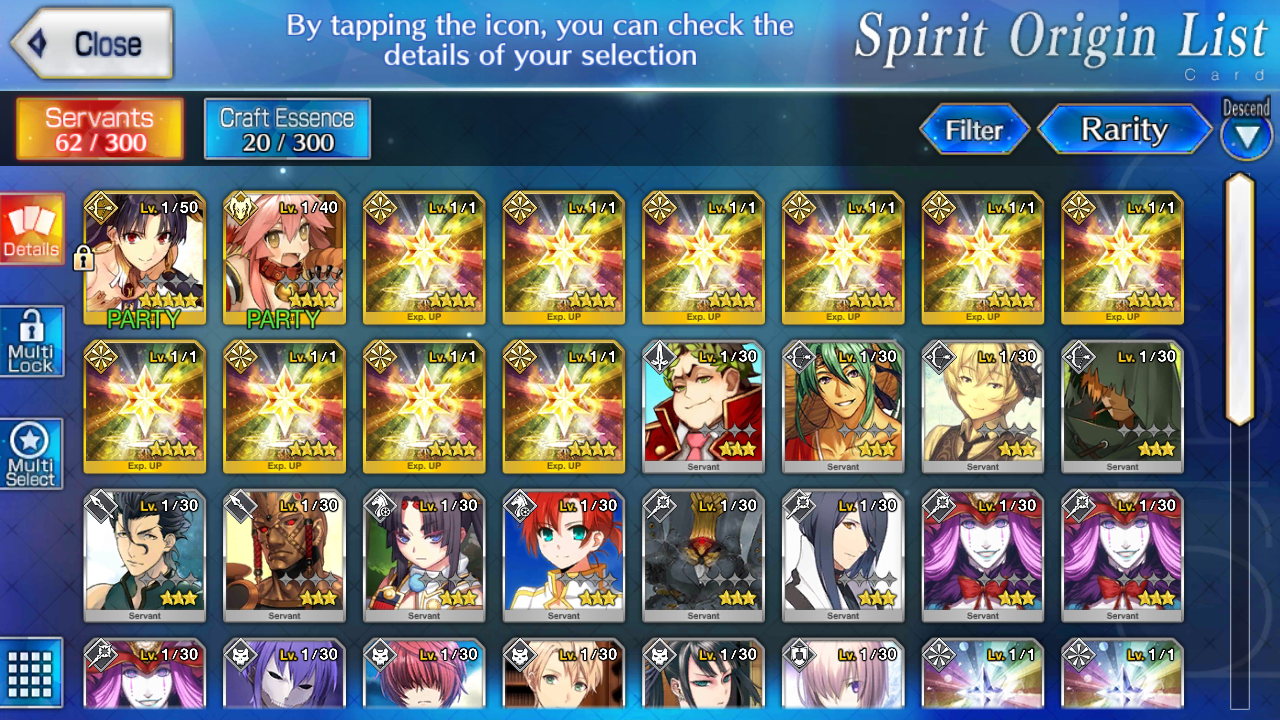 Close
By tapping the icon, you can check the
details of your selection
Spirit Origin List
Card
Servants
62 / 300
Craft Essence
20 / 300
Filter
Rarity
Descend
Details
Multi
Lock
Multi
Select
Lv. 1/50
PARTY
Lv. 1/40
PARTY
Lv. 1/1
Exp. UP
Lv. 1/1
Exp. UP
Lv. 1/1
Exp. UP
Lv. 1/1
Exp. UP
Lv. 1/1
Exp. UP
Lv. 1/1
Exp. UP
Lv. 1/1
Exp. UP
Lv. 1/1
Exp. UP
Lv. 1/1
Exp. UP
Lv. 1/1
Exp. UP
Lv. 1/30
Servant
Lv. 1/30
Servant
Lv. 1/30
Servant
Lv. 1/30
Servant
Lv. 1/30
Servant
Lv. 1/30
Servant
Lv. 1/30
Servant
Lv. 1/30
Servant
Lv. 1/30
Servant
Lv. 1/30
Servant
Lv. 1/30
Servant
Lv. 1/30
Servant
Lv. 1/30
Lv. 1/30
Lv. 1/30
Lv. 1/30
Lv. 1/30
Lv. 1/30
Lv. 1/1
Lv. 1/1